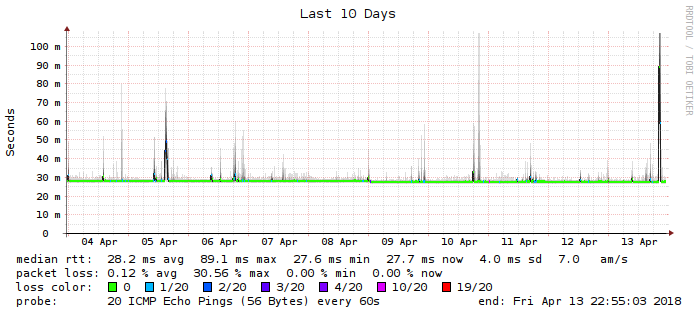 Last 10 Days
RRDTOOL / TOBI OETIKER
Seconds
100 m
90 m
80 m
70 m
60 m
50 m
40 m
30 m
20 m
10 m
0
04 Apr 05 Apr 06 Apr 07 Apr 08 Apr 09 Apr 10 Apr 11 Apr 12 Apr 13 Apr
median rtt: 28.2 ms avg 89.1 ms max 27.6 ms min 27.7 ms now 4.0 ms sd 7.0 am/s
packet loss: 0.12 % avg 30.56 % max 0.00 % min 0.00 % now
loss color: 0 1/20 2/20 3/20 4/20 10/20 19/20
probe: 20 ICMP Echo Pings (56 Bytes) every 60s end: Fri Apr 13 22:55:03 2018